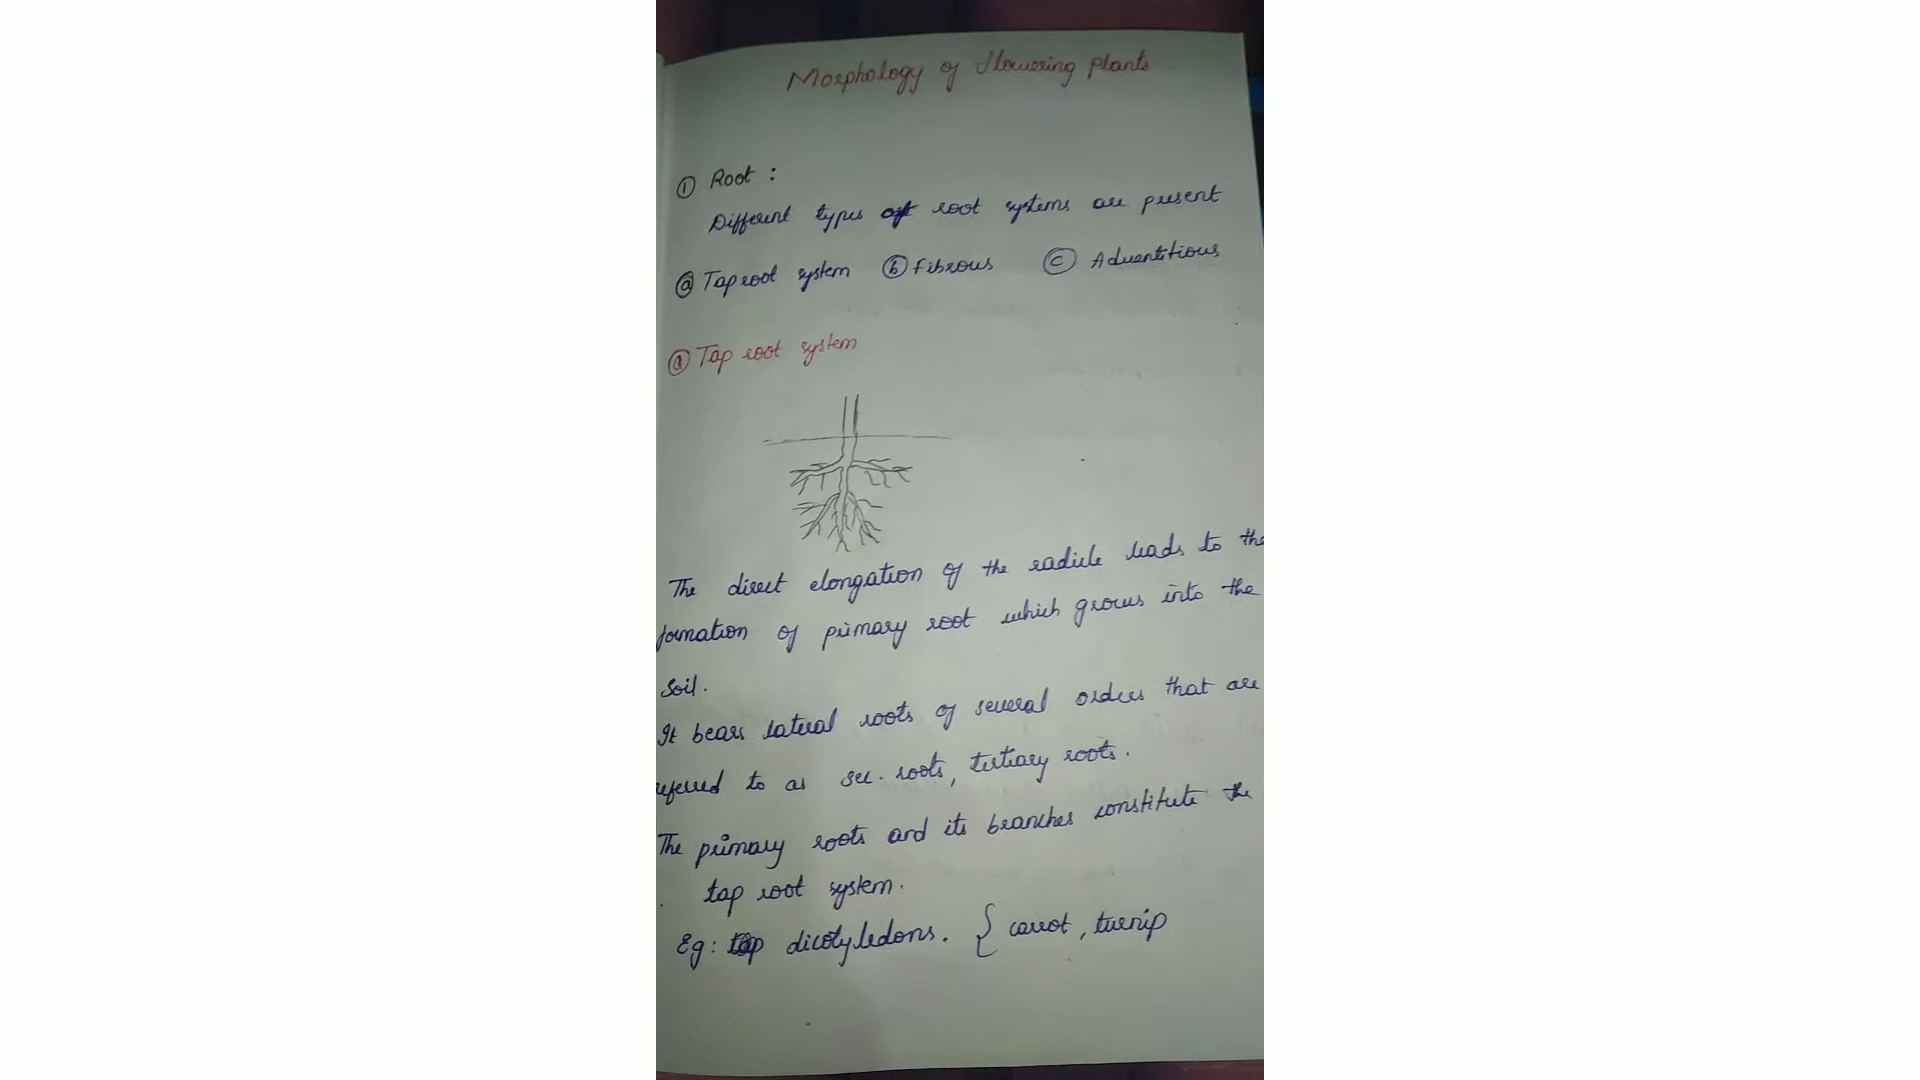 Morphology of flowering plants
① Root :
Different types of root systems are present
ⓐ Tap root system ⓑ Fibrous ⓒ Adventitious
ⓐ Tap root system
The direct elongation of the radicle leads to the
formation of primary root which grows into the
soil.
It bears lateral roots of several orders that are
referred to as sec. roots, tertiary roots.
The primary roots and its branches constitute the
tap root system.
Eg: dicotyledons. { carrot, turnip